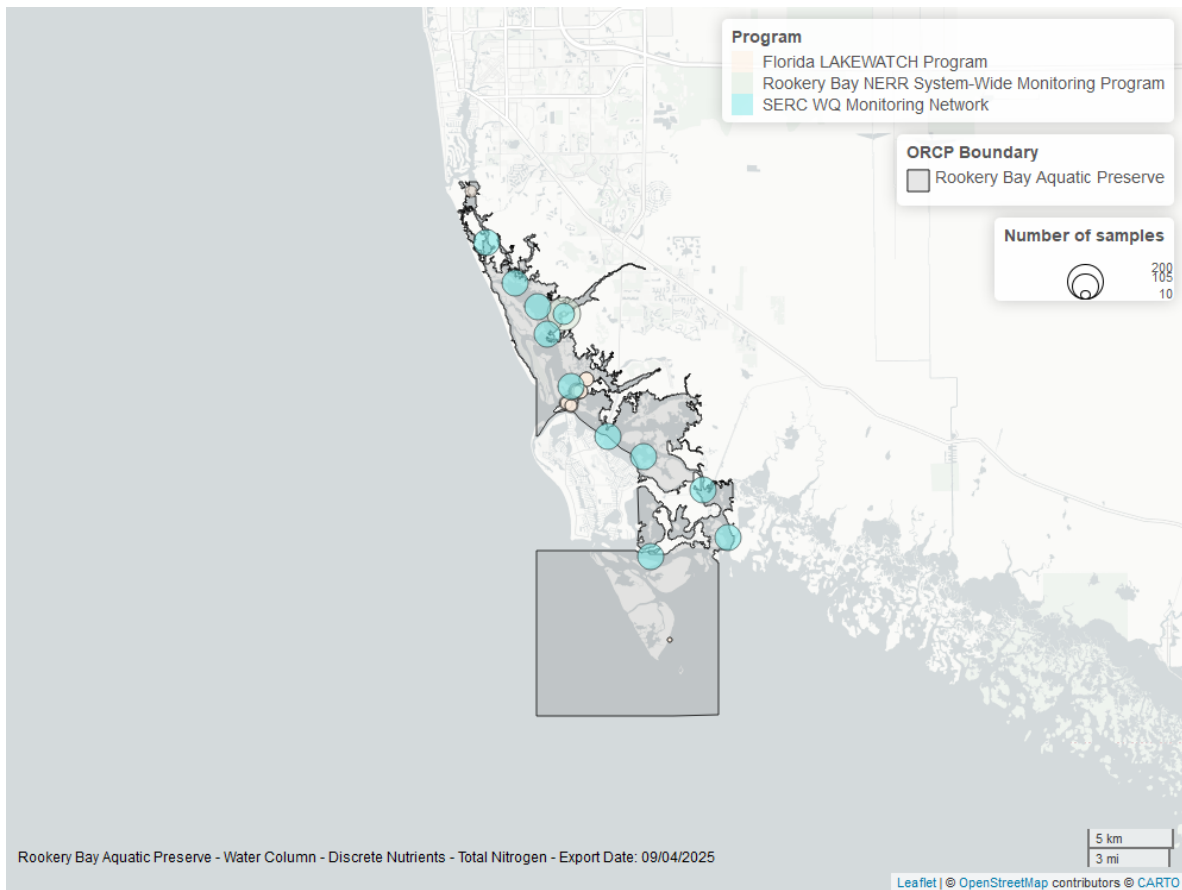 Program
Florida LAKEWATCH Program
Rookery Bay NERR System-Wide Monitoring Program
SERC WQ Monitoring Network
ORCP Boundary
Rookery Bay Aquatic Preserve
Number of samples
200
105
10
5 km
3 mi
Rookery Bay Aquatic Preserve - Water Column - Discrete Nutrients - Total Nitrogen - Export Date: 09/04/2025
Leaflet | © OpenStreetMap contributors © CARTO